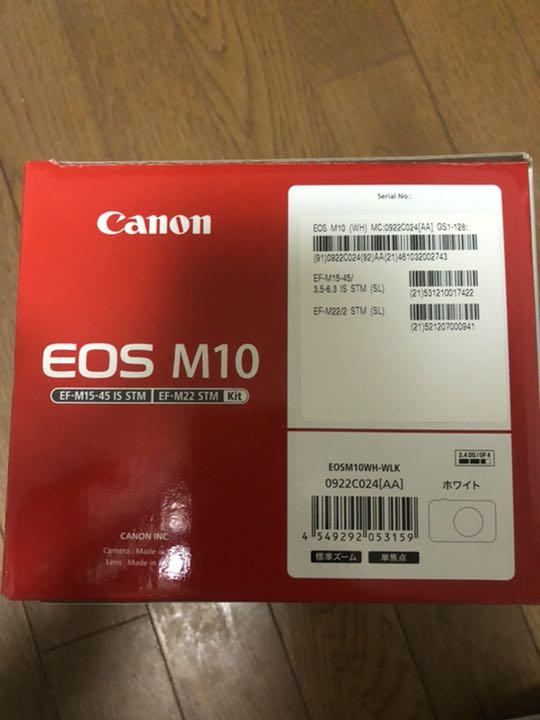 Canon
EOS M10
EF-M15-45 IS STM EF-M22 STM Kit
CANON INC.
Camera : Made in
Lens : Made in
Serial No.:
EOS M10 (WH) MC:0922C024[AA] GS1-128:
(91)0922C024(92)AA(21)461032002743
EF-M15-45/
3.5-6.3 IS STM (SL)
(21)531210017422
EF-M22/2 STM (SL)
(21)521207000941
2,4 DS/OF 4
EOSM10WH-WLK
0922C024[AA]
ホワイト
4 549292 053159
標準ズーム 単焦点